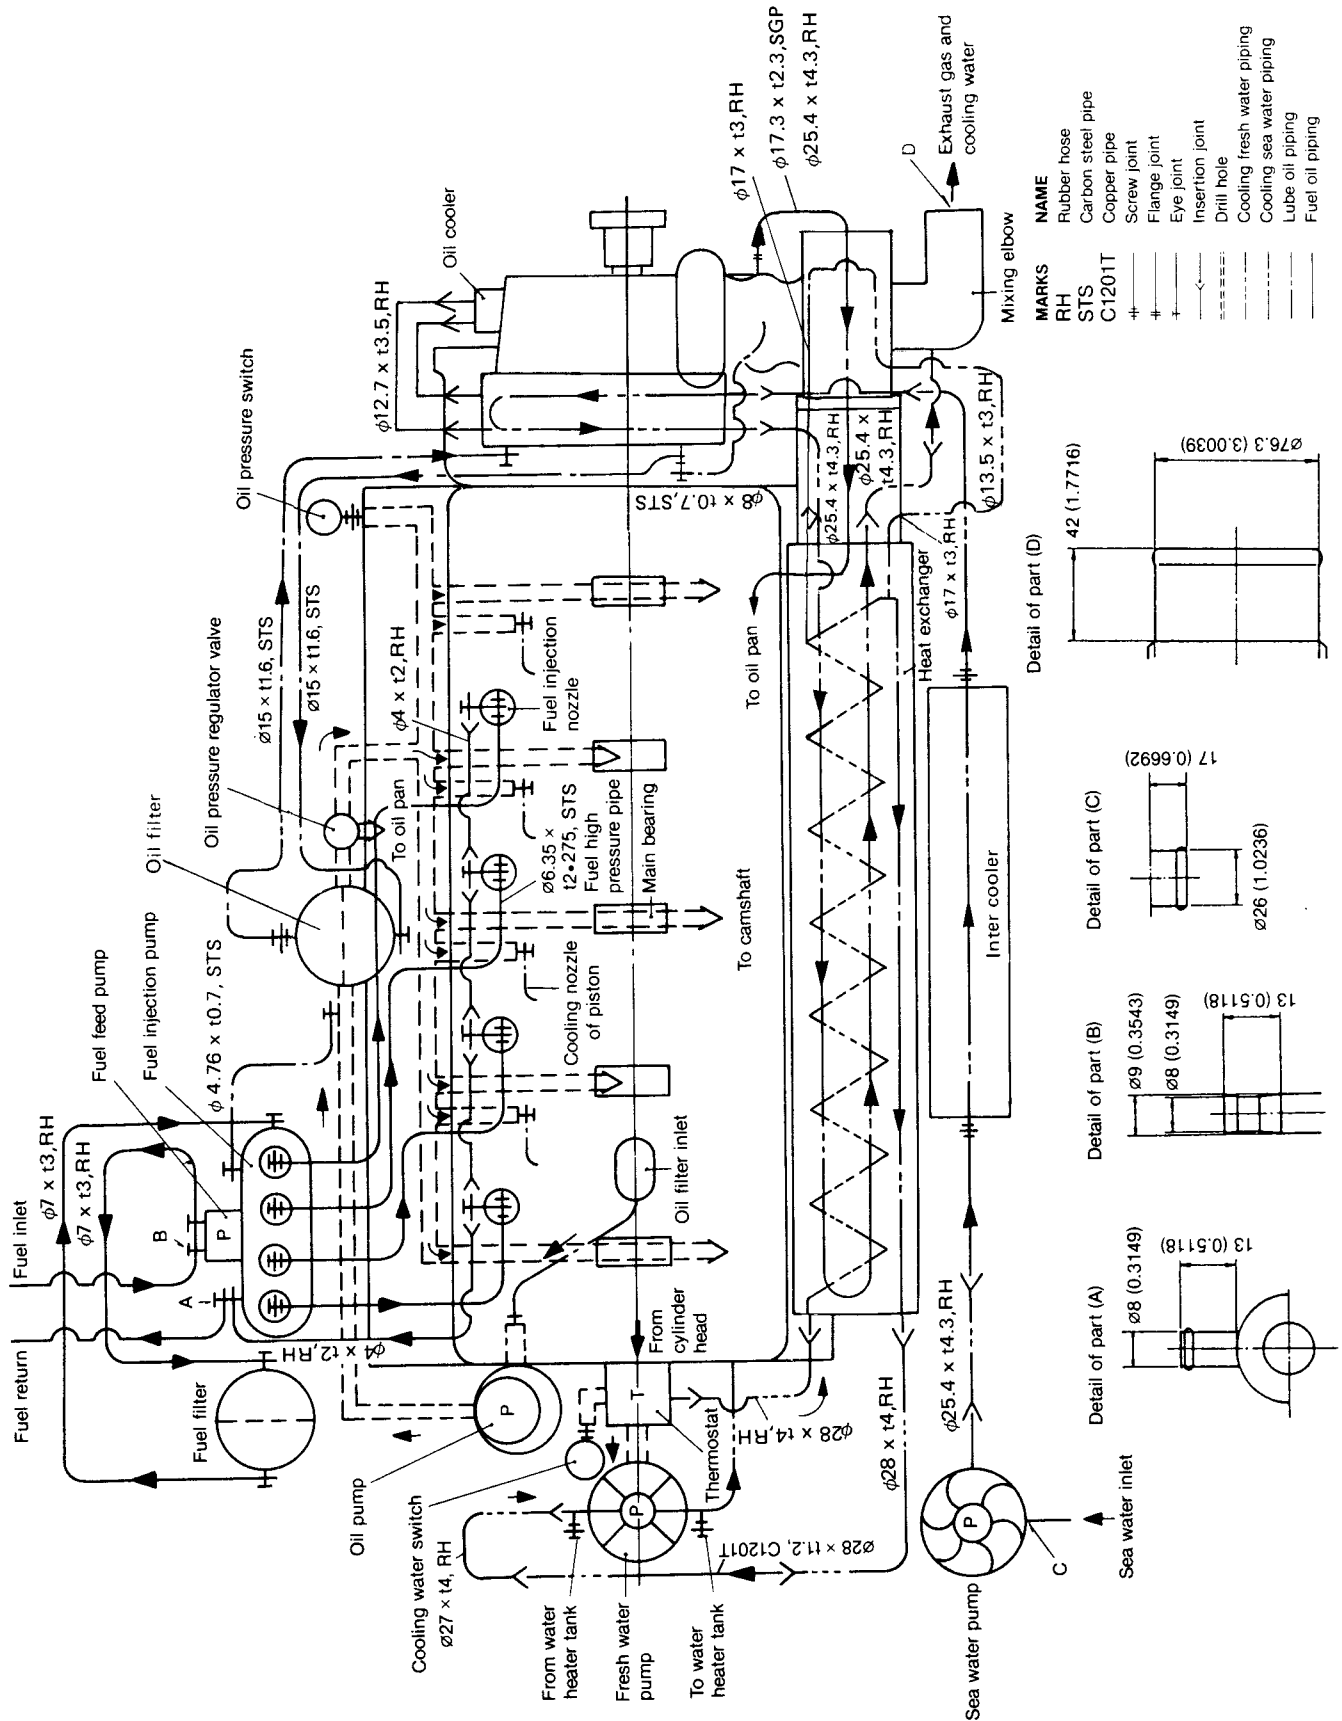 Fuel inlet
Fuel return
φ7 x t3,RH
φ7 x t3,RH
Fuel filter
B
A
P
φ4 x t2,RH
Fuel feed pump
Fuel injection pump
φ 4.76 x t0.7, STS
Oil filter
Oil pressure regulator valve
Ø15 × t1.6, STS
Ø15 × t1.6, STS
Oil pressure switch
φ12.7 x t3.5,RH
Oil cooler
To oil pan
φ4 x t2,RH
Fuel injection
nozzle
Ø6.35 ×
t2•275, STS
Fuel high
pressure pipe
Main bearing
Cooling nozzle
of piston
Oil filter inlet
φ8 x t0.7,STS
φ17 x t3,RH
φ17.3 x t2.3,SGP
φ25.4 x t4.3,RH
D
Exhaust gas and
cooling water
Mixing elbow
Oil pump
P
Cooling water switch
Ø27 × t4, RH
From water
heater tank
Fresh water
pump
P
To water
heater tank
T
Thermostat
From
cylinder
head
φ28 x t4,RH
Ø28 × t1.2, C1201T
φ28 x t4,RH
To camshaft
To oil pan
φ25.4 x t4.3,RH
φ25.4 x
t4.3,RH
φ13.5 x t3,RH
φ17 x t3,RH
Heat exchanger
Inter cooler
φ25.4 x t4.3,RH
Sea water pump
P
C
Sea water inlet
MARKS NAME
RH Rubber hose
STS Carbon steel pipe
C1201T Copper pipe
Screw joint
Flange joint
Eye joint
Insertion joint
Drill hole
Cooling fresh water piping
Cooling sea water piping
Lube oil piping
Fuel oil piping
Detail of part (A)
Ø8 (0.3149)
13 (0.5118)
Detail of part (B)
Ø9 (0.3543)
Ø8 (0.3149)
13 (0.5118)
Detail of part (C)
17 (0.6692)
Ø26 (1.0236)
Detail of part (D)
42 (1.7716)
Ø76.3 (3.0039)